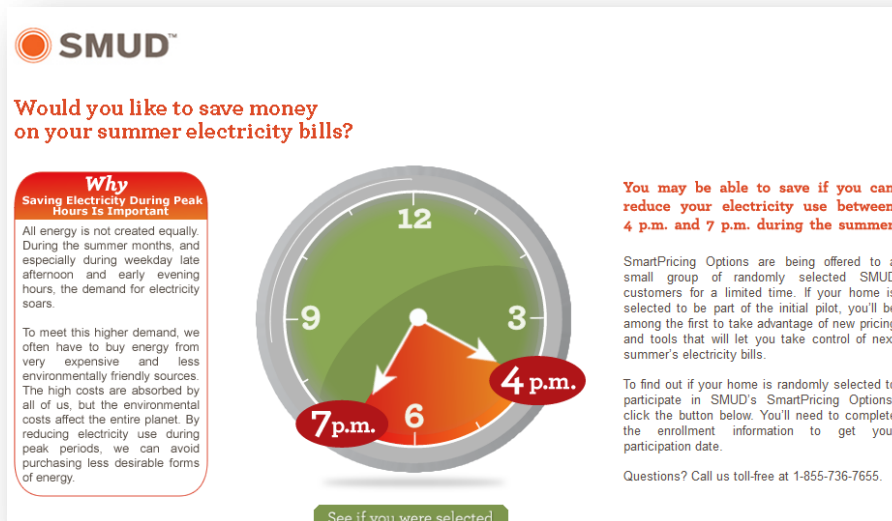 SMUD™
Would you like to save money
on your summer electricity bills?
Why
Saving Electricity During Peak
Hours Is Important
All energy is not created equally.
During the summer months, and
especially during weekday late
afternoon and early evening
hours, the demand for electricity
soars.
To meet this higher demand, we
often have to buy energy from
very expensive and less
environmentally friendly sources.
The high costs are absorbed by
all of us, but the environmental
costs affect the entire planet. By
reducing electricity use during
peak periods, we can avoid
purchasing less desirable forms
of energy.
12
9
3
6
4 p.m.
7 p.m.
See if you were selected
You may be able to save if you can
reduce your electricity use between
4 p.m. and 7 p.m. during the summer
SmartPricing Options are being offered to a
small group of randomly selected SMUD
customers for a limited time. If your home is
selected to be part of the initial pilot, you'll be
among the first to take advantage of new pricing
and tools that will let you take control of next
summer's electricity bills.
To find out if your home is randomly selected to
participate in SMUD's SmartPricing Options
click the button below. You'll need to complete
the enrollment information to get you
participation date.
Questions? Call us toll-free at 1-855-736-7655.